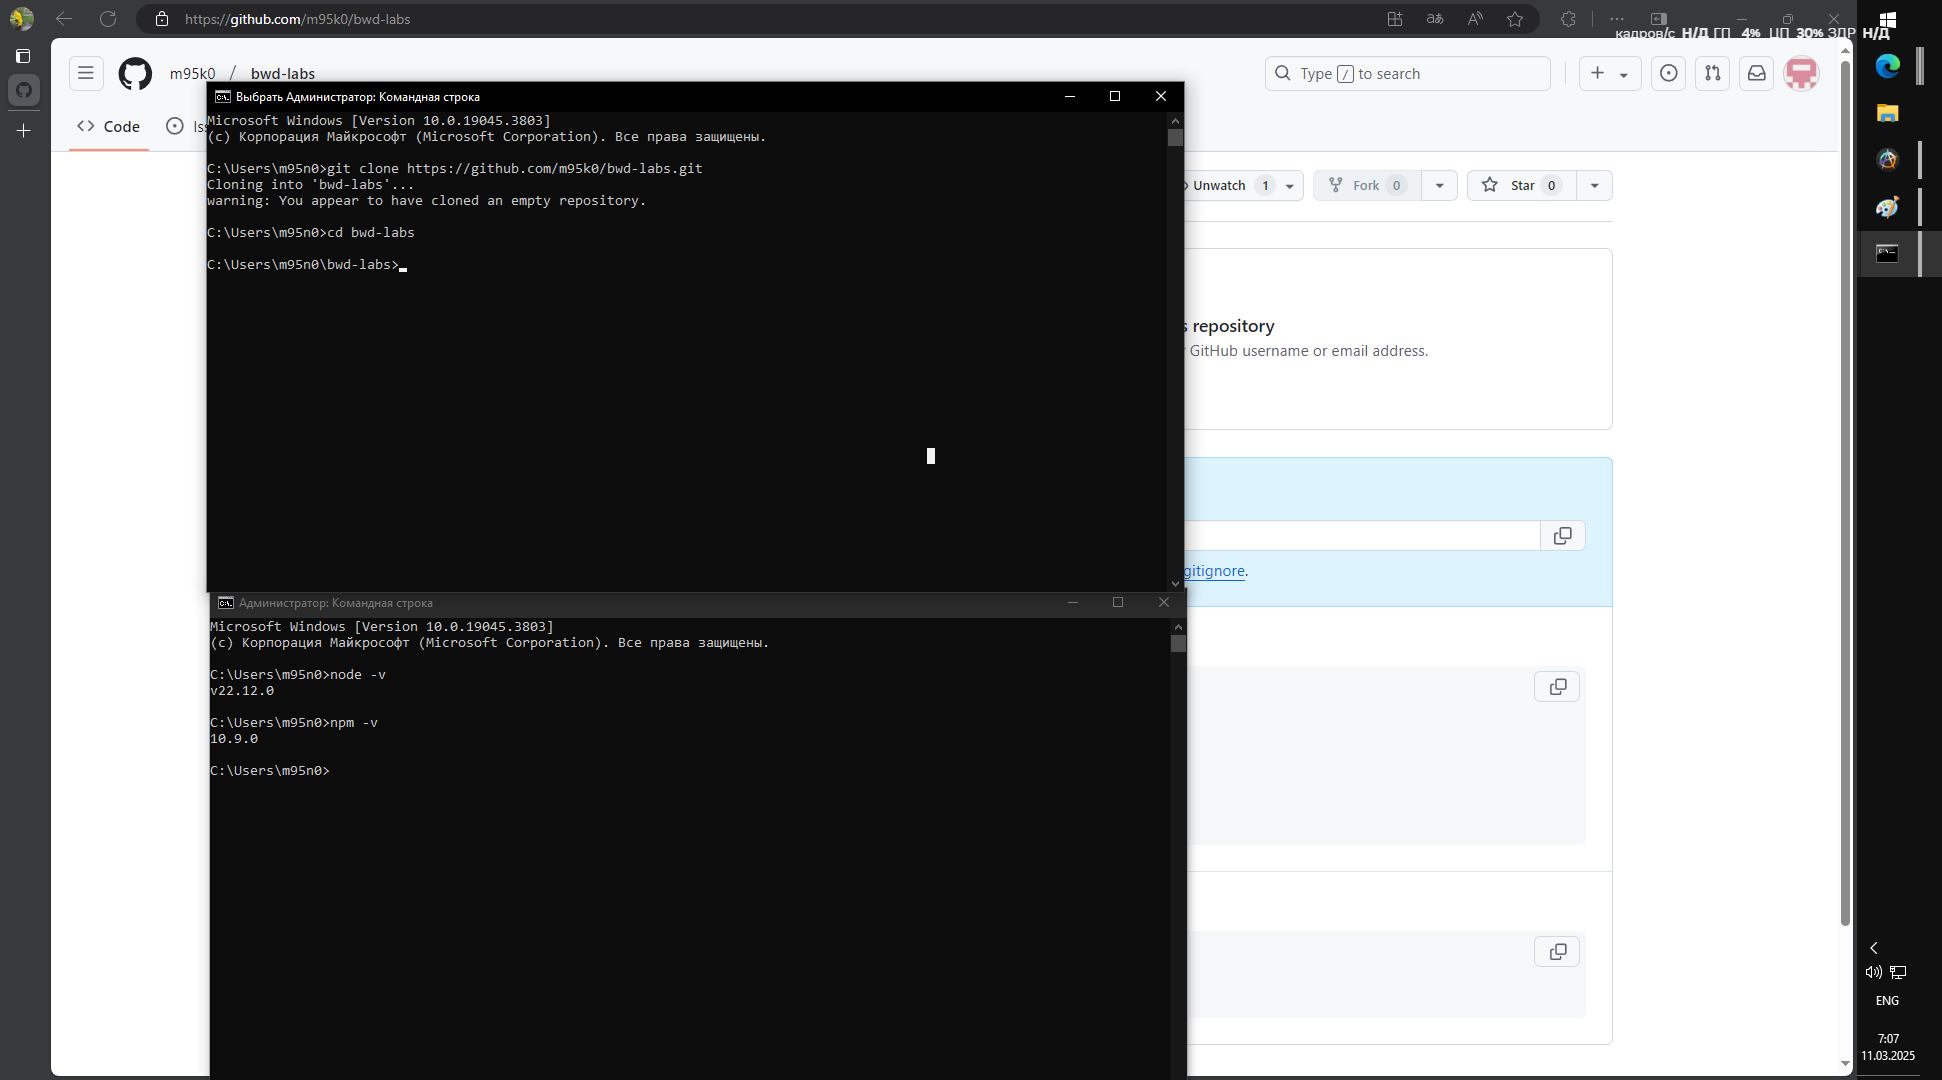 https://github.com/m95k0/bwd-labs
кадров/с Н/Д ГП 4% ЦП 30% ЭДР Н/Д
m95k0 / bwd-labs
Type / to search
Code
Iss
Выбрать Администратор: Командная строка
Microsoft Windows [Version 10.0.19045.3803]
(c) Корпорация Майкрософт (Microsoft Corporation). Все права защищены.
C:\Users\m95n0>git clone https://github.com/m95k0/bwd-labs.git
Cloning into 'bwd-labs'...
warning: You appear to have cloned an empty repository.
C:\Users\m95n0>cd bwd-labs
C:\Users\m95n0\bwd-labs>
Unwatch 1
Fork 0
Star 0
s repository
GitHub username or email address.
gitignore.
Администратор: Командная строка
Microsoft Windows [Version 10.0.19045.3803]
(c) Корпорация Майкрософт (Microsoft Corporation). Все права защищены.
C:\Users\m95n0>node -v
v22.12.0
C:\Users\m95n0>npm -v
10.9.0
C:\Users\m95n0>
ENG
7:07
11.03.2025